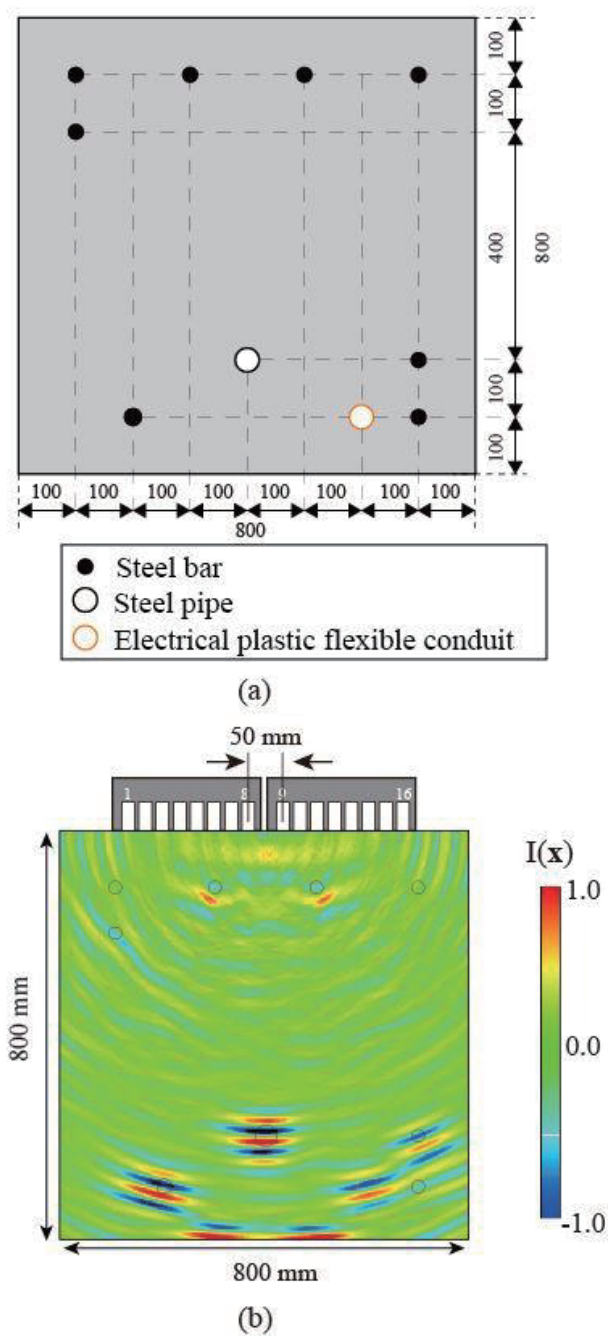 100
100
400
800
100
100
100 100 100 100 100 100 100 100
800
Steel bar
Steel pipe
Electrical plastic flexible conduit
(a)
50 mm
1 8 9 16
I(x)
1.0
800 mm
0.0
-1.0
800 mm
(b)